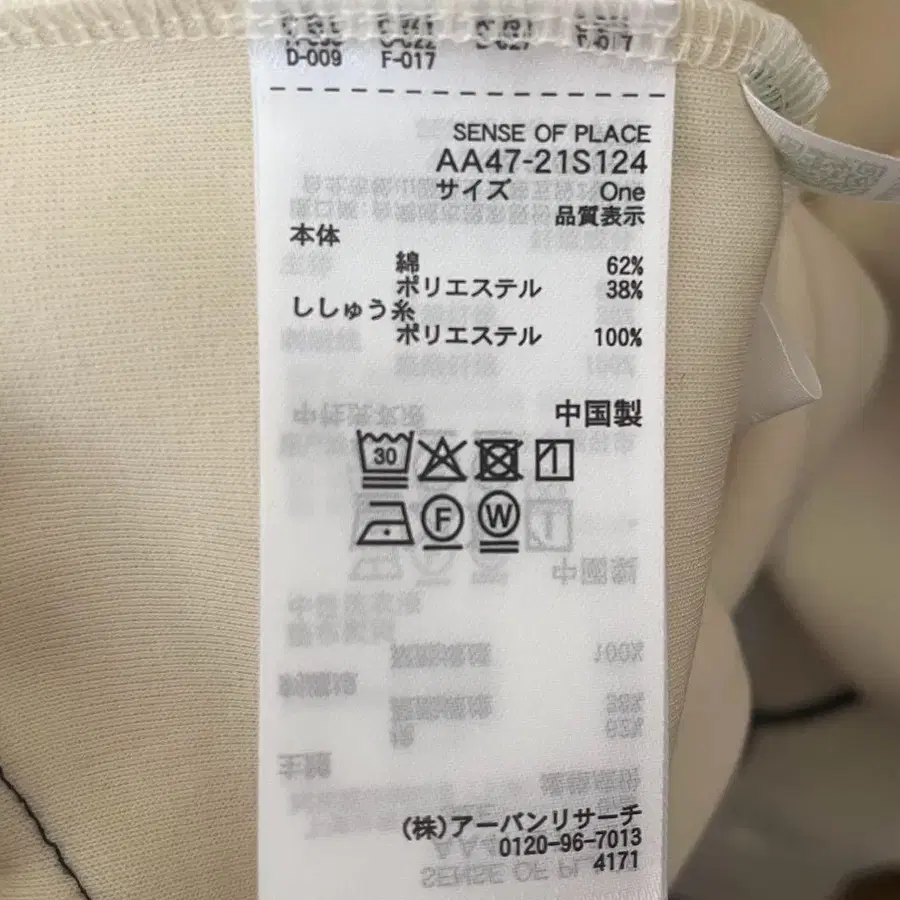 D-009 F-017
SENSE OF PLACE
AA47-21S124
サイズ One
品質表示
本体
綿 62%
ポリエステル 38%
ししゅう糸
ポリエステル 100%
中国製
30
F W
(株)アーバンリサーチ
0120-96-7013
4171